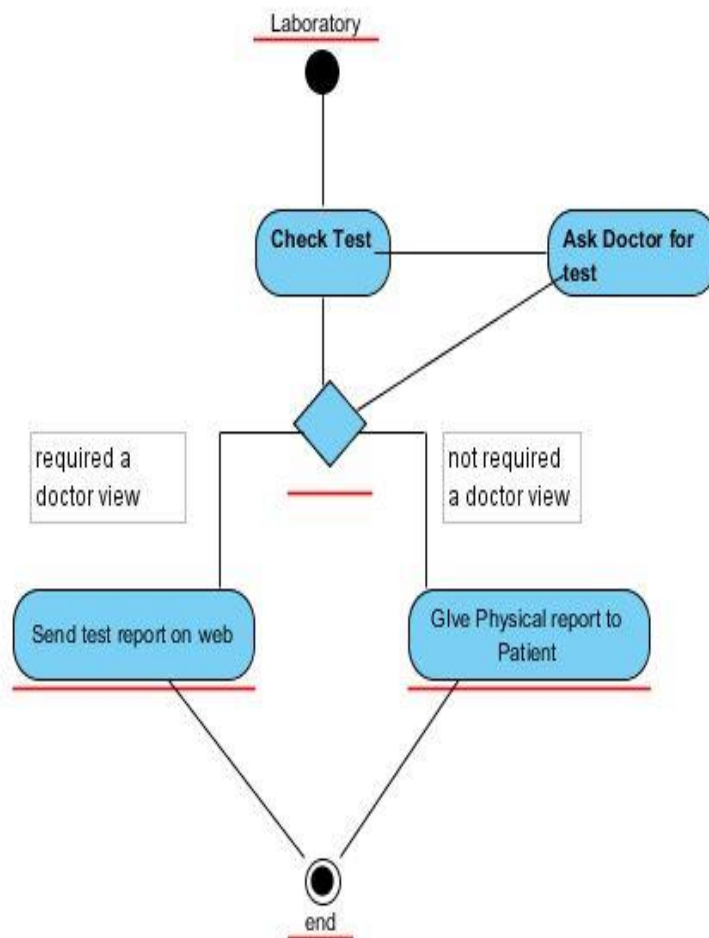 Laboratory
Check Test
Ask Doctor for
test
required a
doctor view
not required
a doctor view
Send test report on web
GIve Physical report to
Patient
end